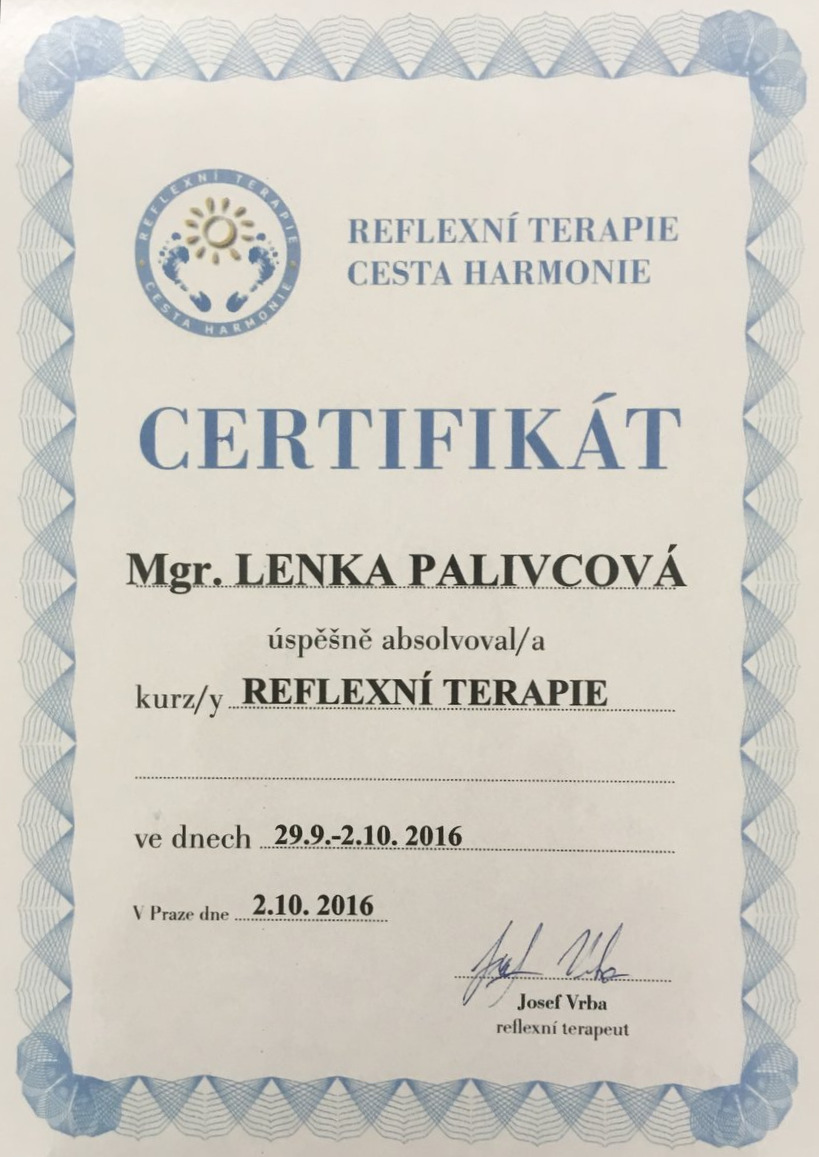 REFLEXNÍ TERAPIE
CESTA HARMONIE
REFLEXNÍ TERAPIE
CESTA HARMONIE
CERTIFIKÁT
Mgr. LENKA PALIVCOVÁ
úspěšně absolvoval/a
kurz/y REFLEXNÍ TERAPIE
ve dnech 29.9.-2.10. 2016
V Praze dne 2.10. 2016
Josef Vrba
Josef Vrba
reflexní terapeut